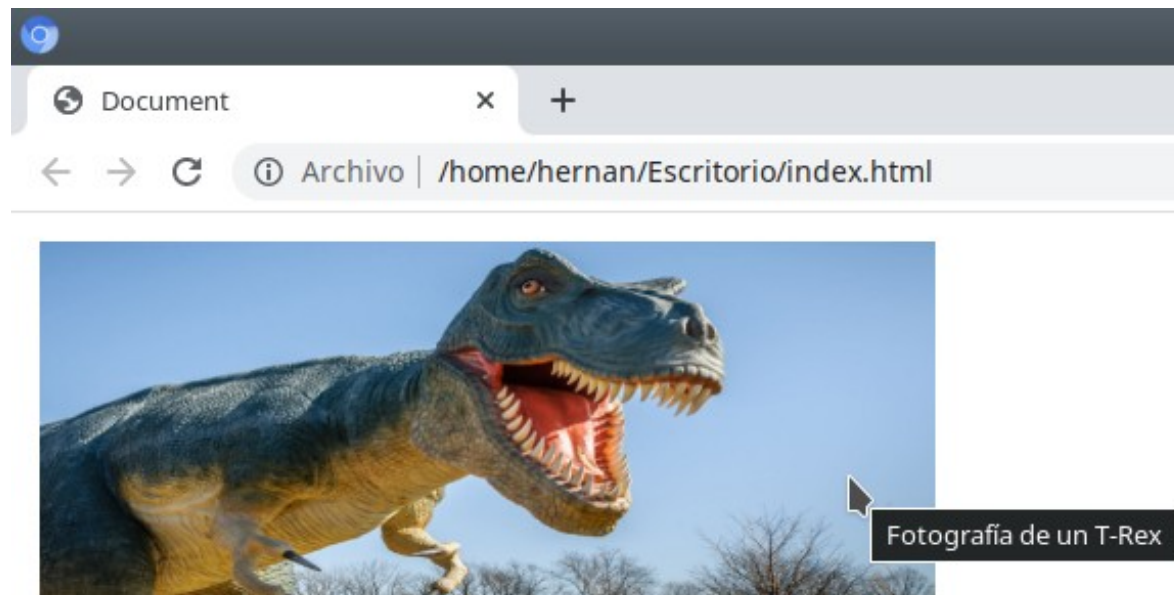 Document
Archivo /home/hernan/Escritorio/index.html
Fotografía de un T-Rex